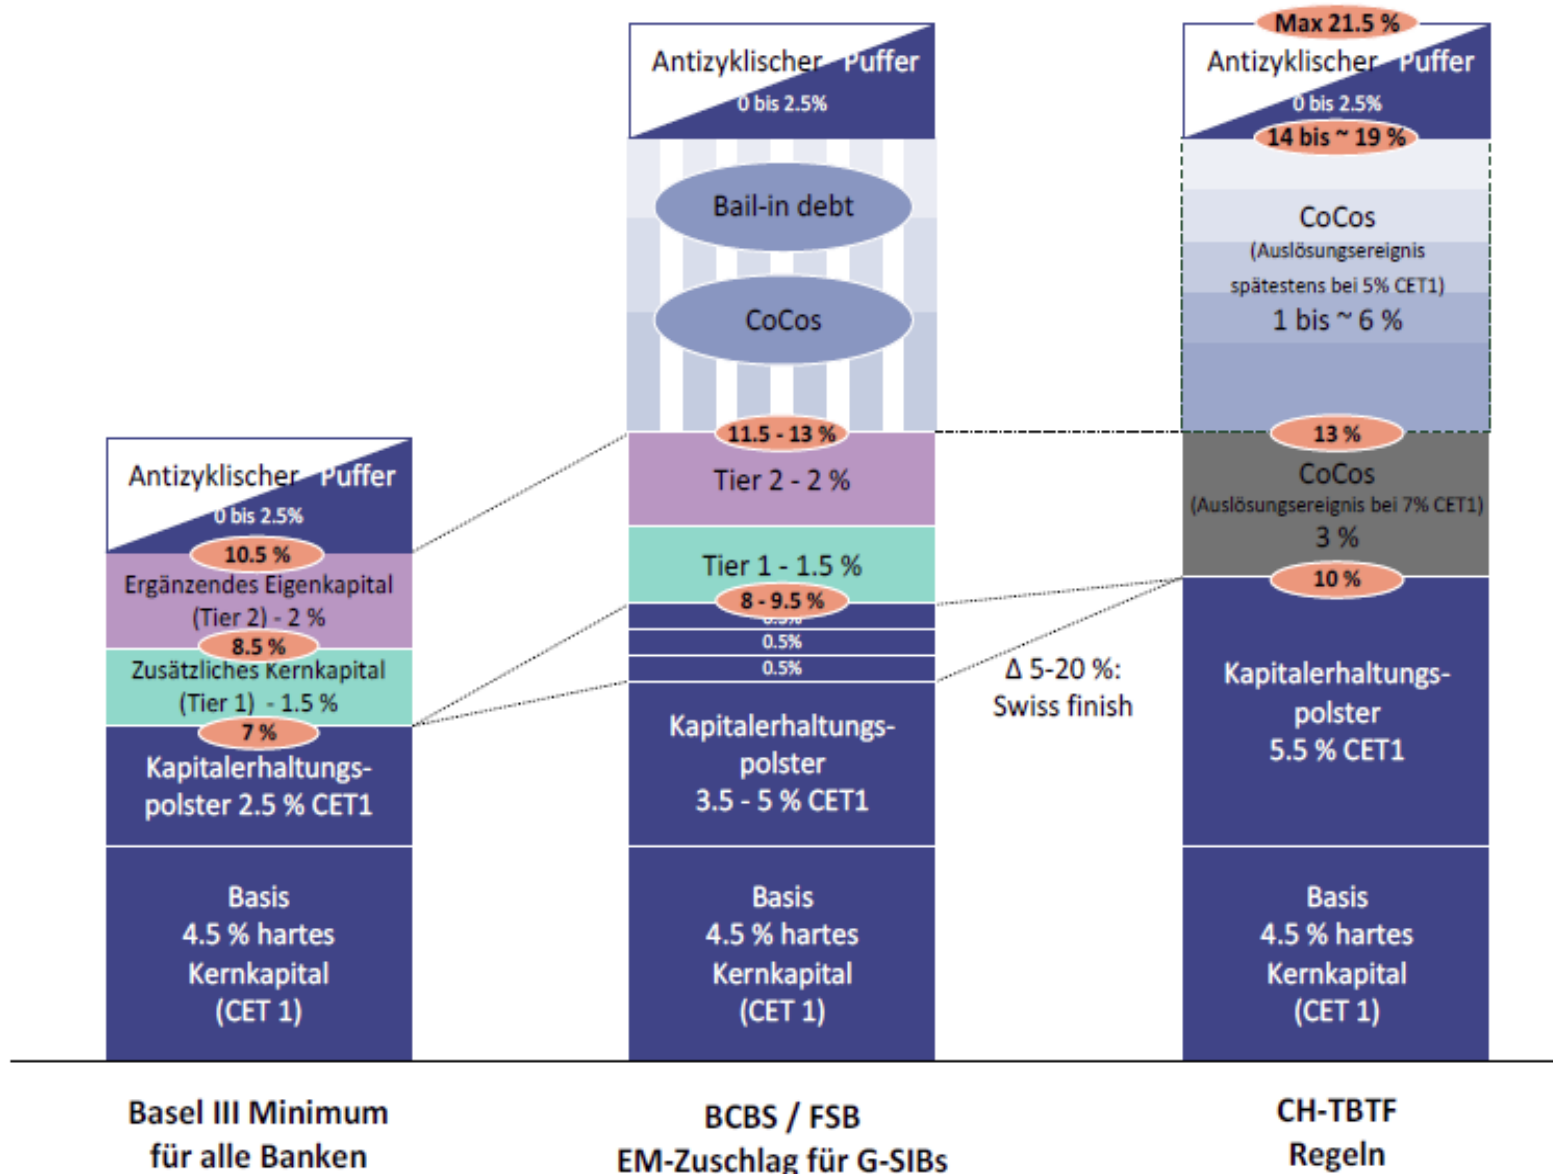 Antizyklischer Puffer
0 bis 2.5%
10.5 %
Ergänzendes Eigenkapital
(Tier 2) - 2 %
8.5 %
Zusätzliches Kernkapital
(Tier 1) - 1.5 %
7 %
Kapitalerhaltungs-
polster 2.5 % CET1
Basis
4.5 % hartes
Kernkapital
(CET 1)
Basel III Minimum
für alle Banken
Antizyklischer Puffer
0 bis 2.5%
Bail-in debt
CoCos
11.5 - 13 %
Tier 2 - 2 %
Tier 1 - 1.5 %
8 - 9.5 %
0.5%
0.5%
0.5%
Kapitalerhaltungs-
polster
3.5 - 5 % CET1
Basis
4.5 % hartes
Kernkapital
(CET 1)
BCBS / FSB
EM-Zuschlag für G-SIBs
Δ 5-20 %:
Swiss finish
Max 21.5 %
Antizyklischer Puffer
0 bis 2.5%
14 bis ~ 19 %
CoCos
(Auslösungsereignis
spätestens bei 5% CET1)
1 bis ~ 6 %
13 %
CoCos
(Auslösungsereignis bei 7% CET1)
3 %
10 %
Kapitalerhaltungs-
polster
5.5 % CET1
Basis
4.5 % hartes
Kernkapital
(CET 1)
CH-TBTF
Regeln